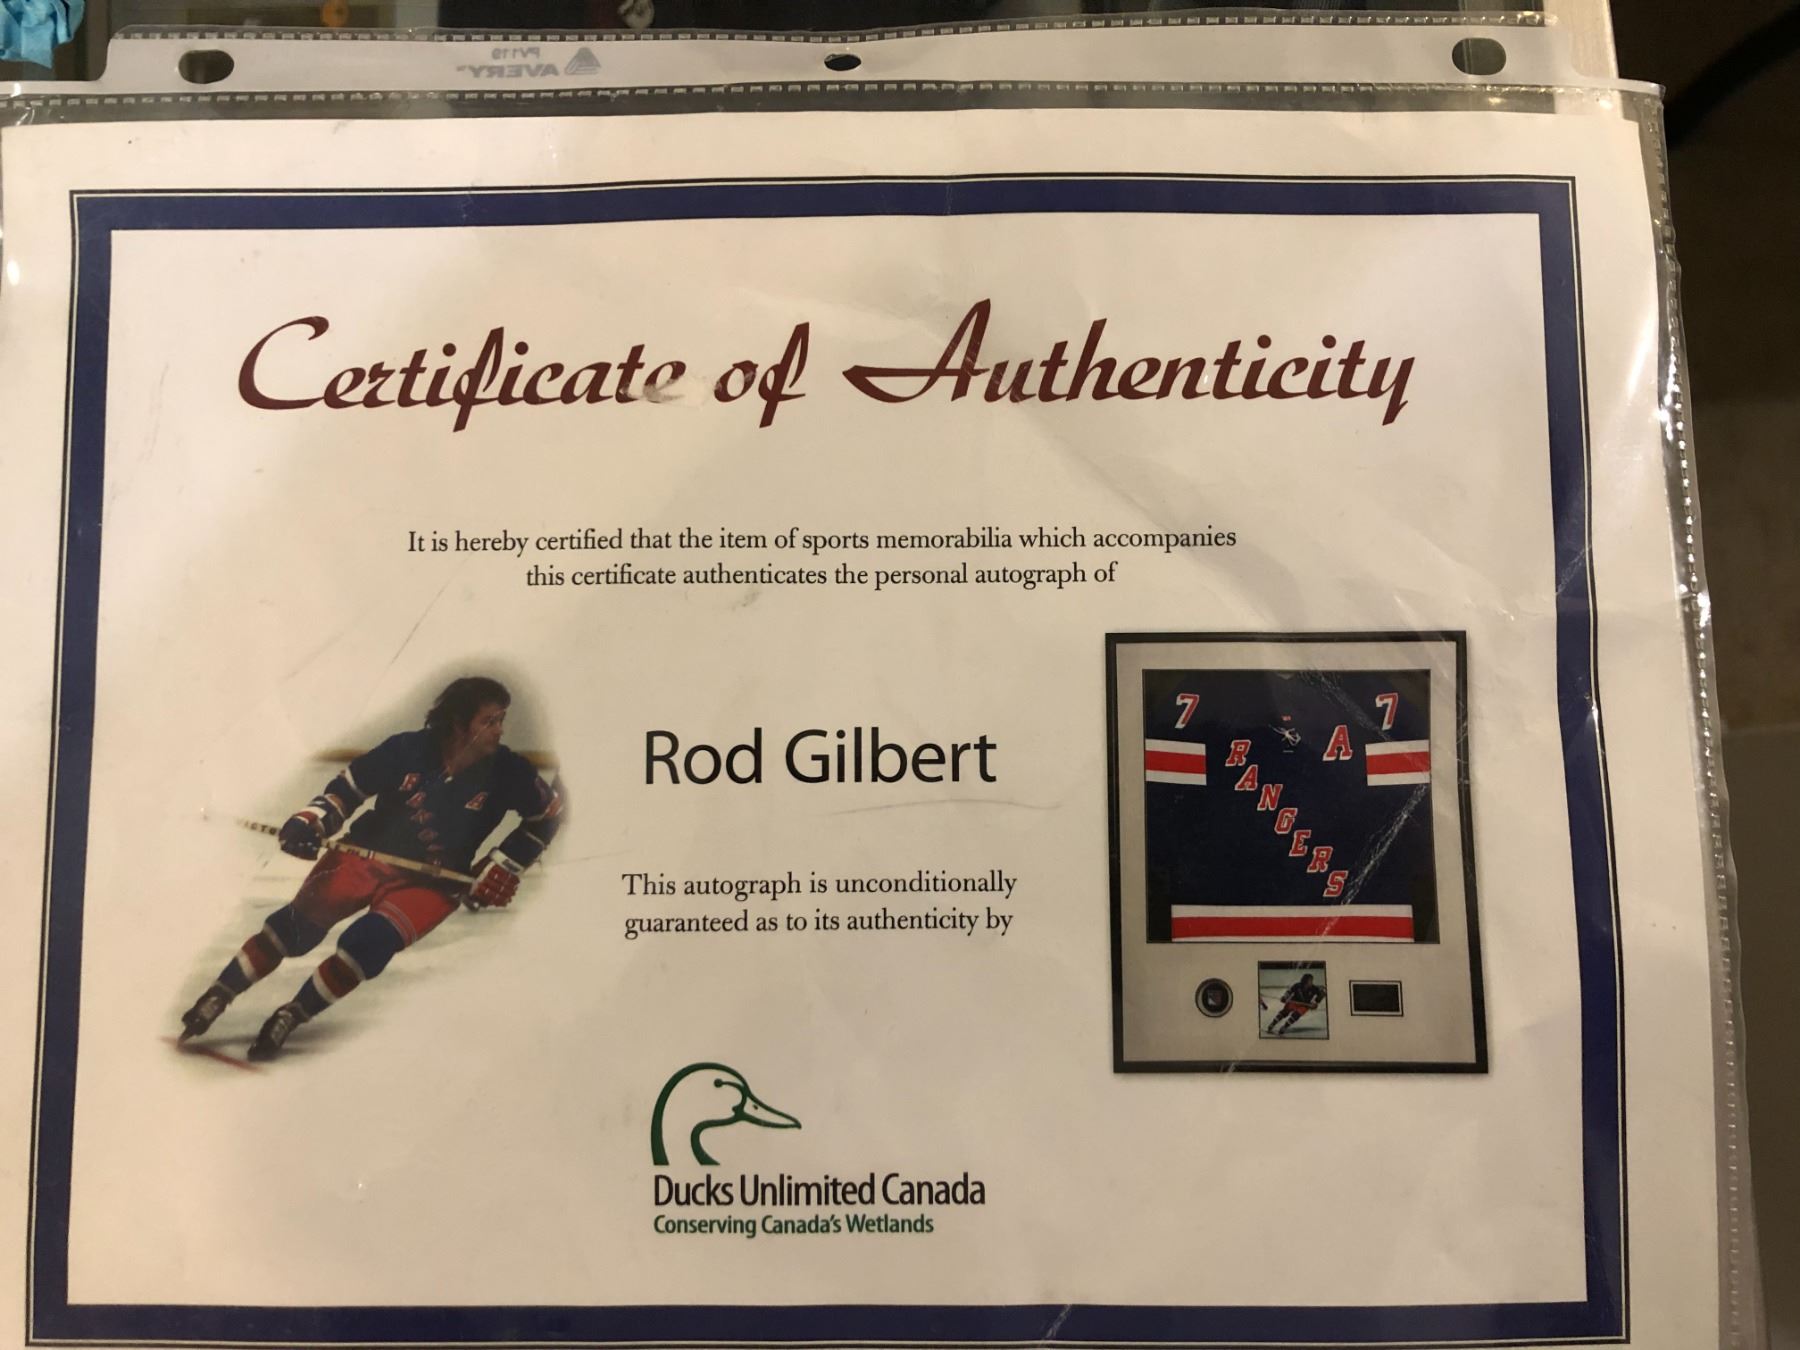 PV119
AVERY™
Certificate of Authenticity
It is hereby certified that the item of sports memorabilia which accompanies
this certificate authenticates the personal autograph of
Rod Gilbert
This autograph is unconditionally
guaranteed as to its authenticity by
7 7
A
RANGERS
Ducks Unlimited Canada
Conserving Canada's Wetlands